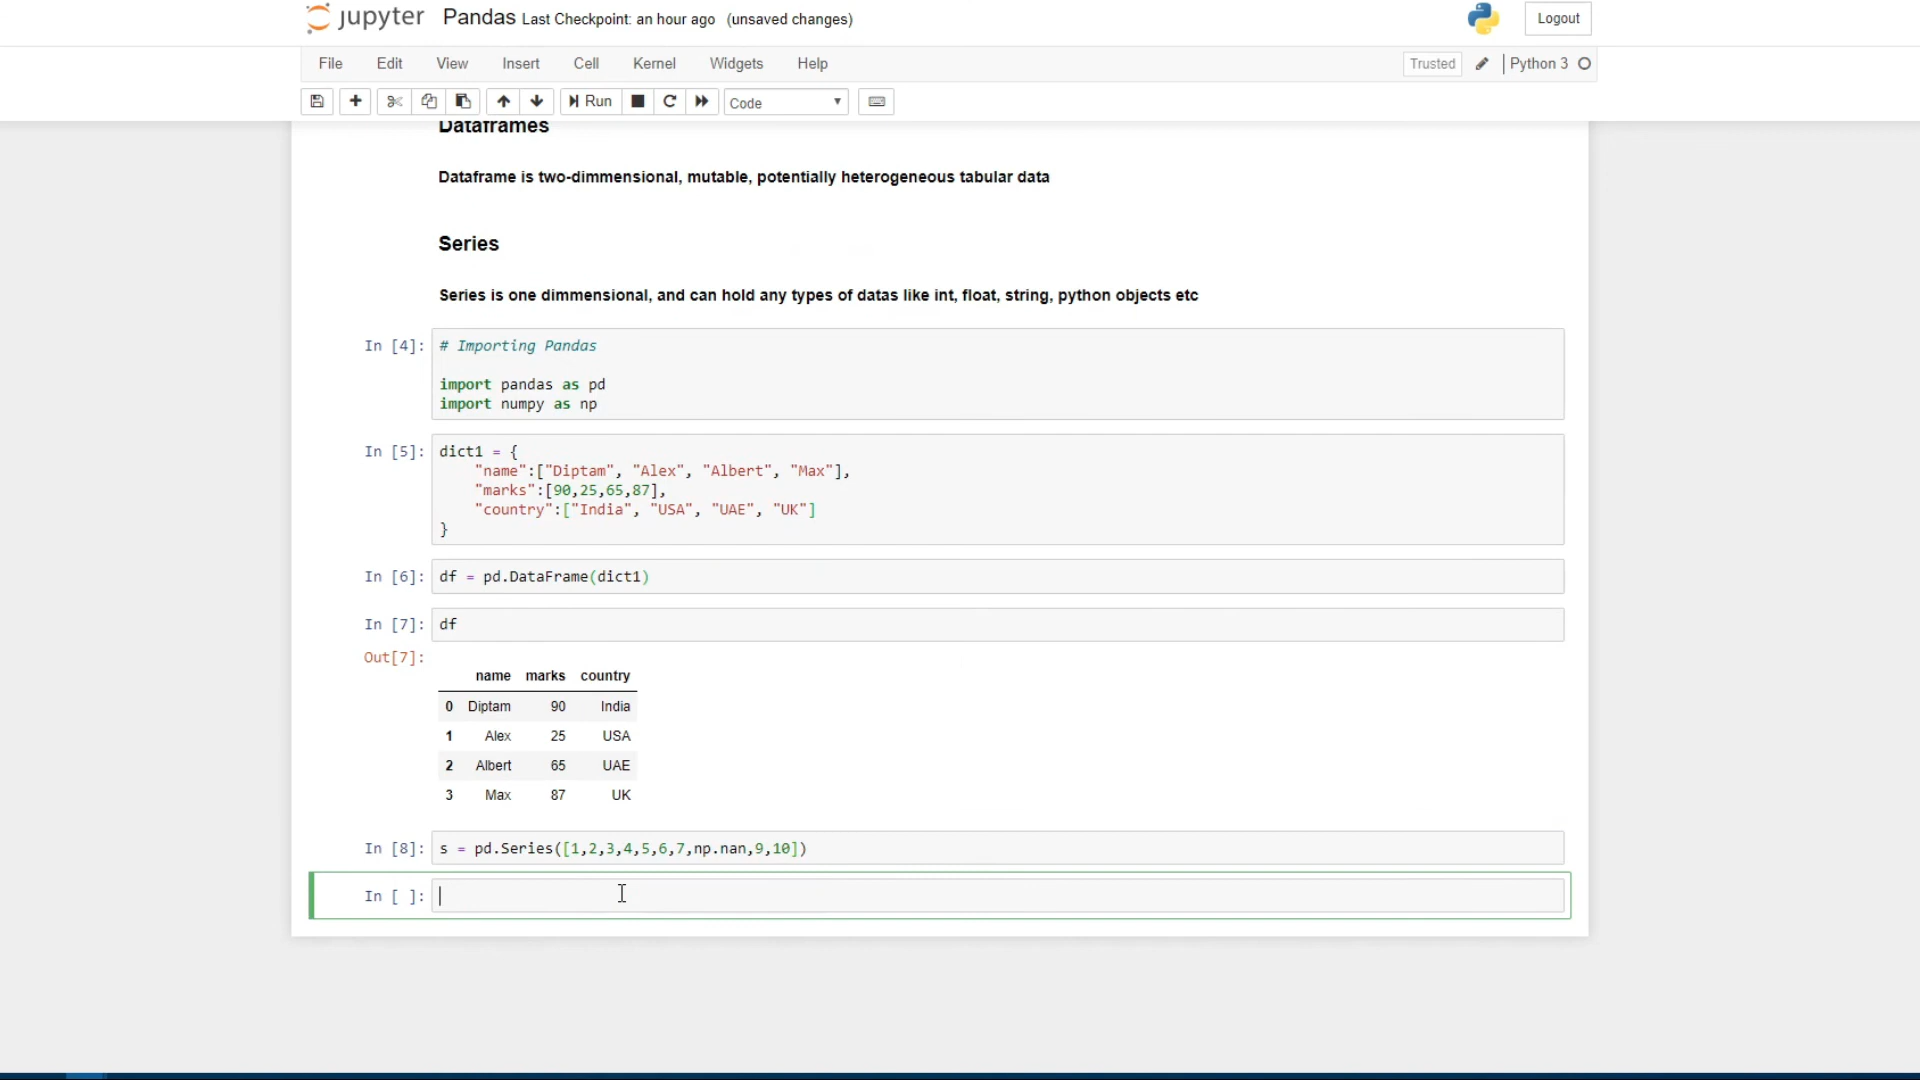 jupyter Pandas Last Checkpoint: an hour ago (unsaved changes) Logout
File Edit View Insert Cell Kernel Widgets Help Trusted Python 3
Run Code
Dataframes
Dataframe is two-dimmensional, mutable, potentially heterogeneous tabular data
Series
Series is one dimmensional, and can hold any types of datas like int, float, string, python objects etc
In [4]: # Importing Pandas
import pandas as pd
import numpy as np
In [5]: dict1 = {
"name":["Diptam", "Alex", "Albert", "Max"],
"marks":[90,25,65,87],
"country":["India", "USA", "UAE", "UK"]
}
In [6]: df = pd.DataFrame(dict1)
In [7]: df
Out[7]:
name marks country
0 Diptam 90 India
1 Alex 25 USA
2 Albert 65 UAE
3 Max 87 UK
In [8]: s = pd.Series([1,2,3,4,5,6,7,np.nan,9,10])
In [ ]: